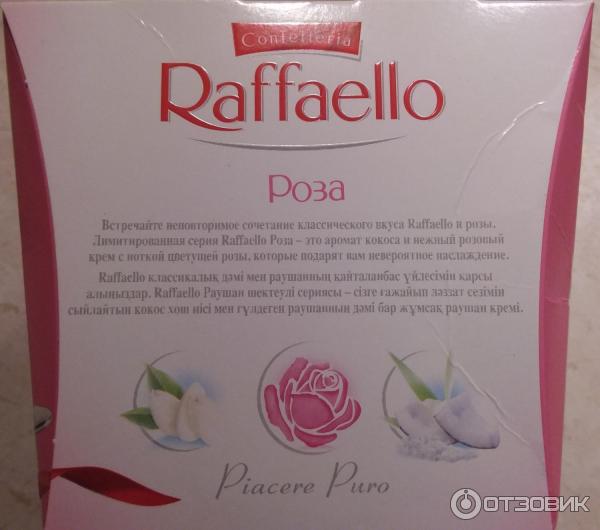 Confetteria
Raffaello
Роза
Встречайте неповторимое сочетание классического вкуса Raffaello и розы.
Лимитированная серия Raffaello Роза – это аромат кокоса и нежный розовый
крем с ноткой цветущей розы, которые подарят вам невероятное наслаждение.
Raffaello классикалық дәмі мен раушанның қайталанбас үйлесімін қарсы
алыңыздар. Raffaello Раушан шектеулі сериясы – сізге ғажайып ләззат сезімін
сыйлайтын кокос хош иісі мен гүлдеген раушанның дәмі бар жұмсақ раушан кремі.
Piacere Puro
ОТЗОВИК